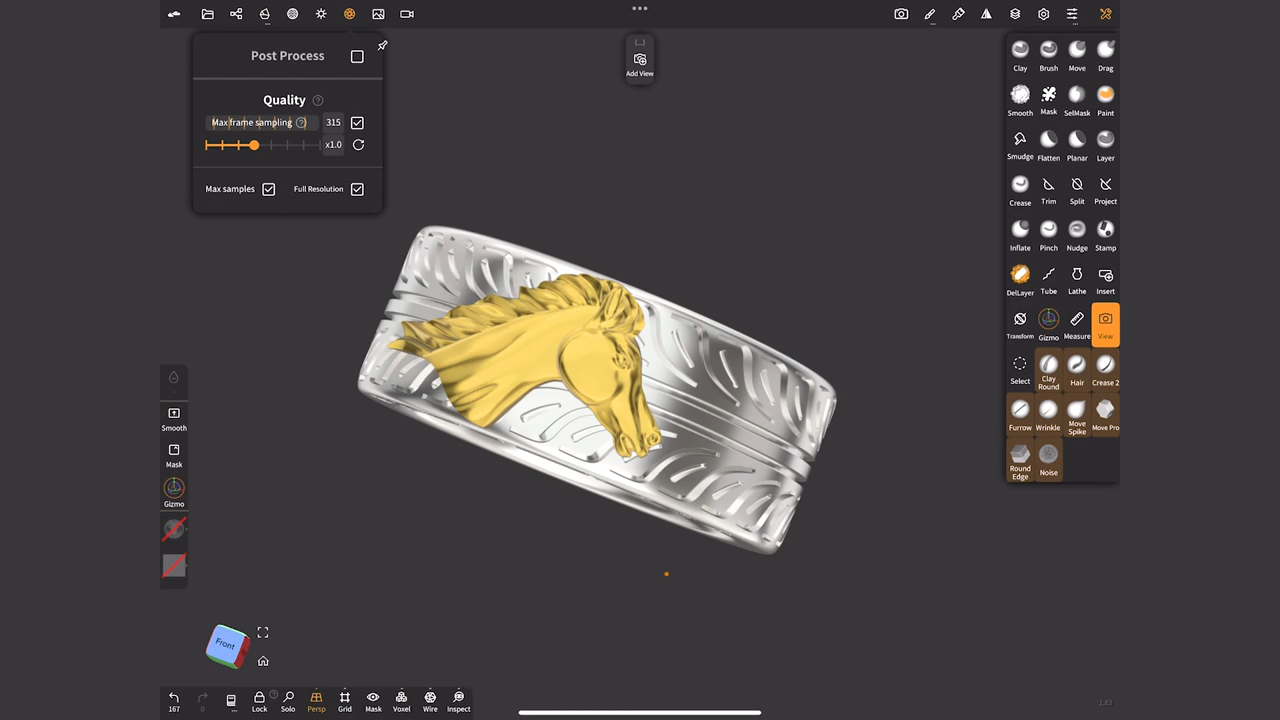 Post Process
Quality
Max frame sampling 315
x1.0
Max samples
Full Resolution
Add View
Clay Brush Move Drag
Smooth Mask SelMask Paint
Smudge Flatten Planar Layer
Crease Trim Split Project
Inflate Pinch Nudge Stamp
DelLayer Tube Lathe Insert
Transform Gizmo Measure View
Select Clay Round Hair Crease 2
Furrow Wrinkle Move Spike Move Pro
Round Edge Noise
Smooth
Mask
Gizmo
Front
167 0 Lock Solo Persp Grid Mask Voxel Wire Inspect
1.83